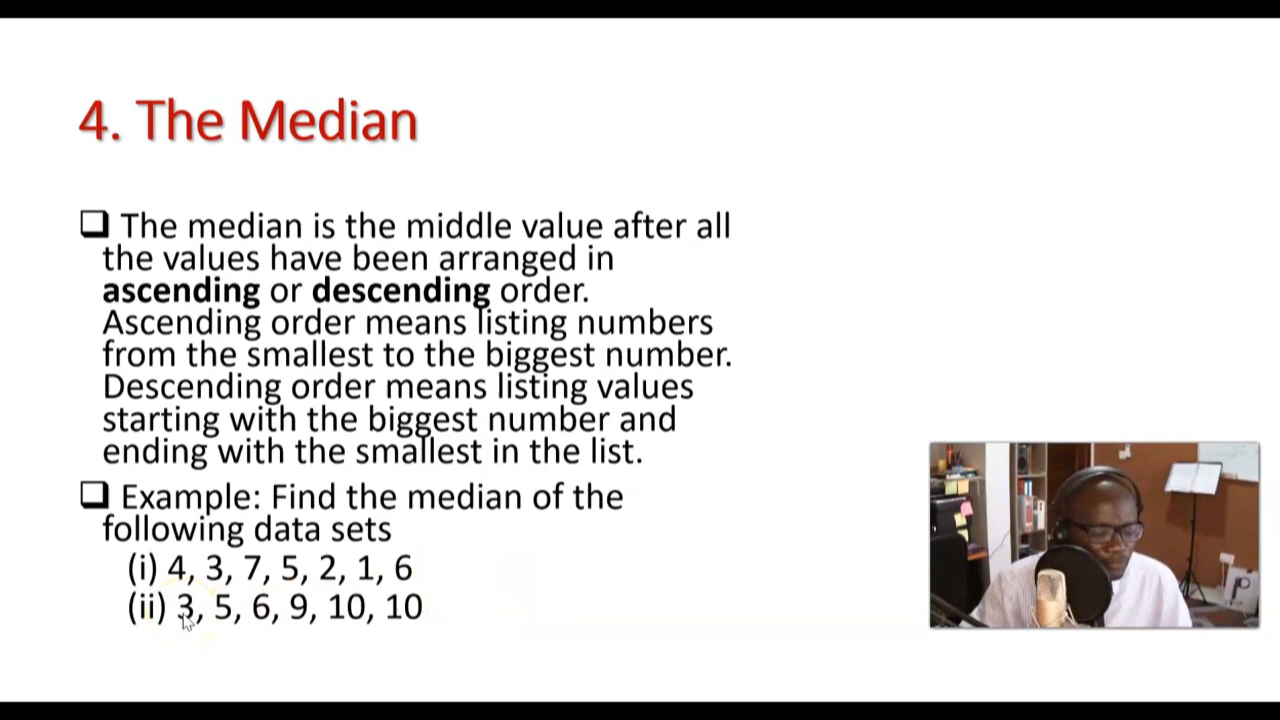 4. The Median
❑ The median is the middle value after all
the values have been arranged in
ascending or descending order.
Ascending order means listing numbers
from the smallest to the biggest number.
Descending order means listing values
starting with the biggest number and
ending with the smallest in the list.
❑ Example: Find the median of the
following data sets
(i) 4, 3, 7, 5, 2, 1, 6
(ii) 3, 5, 6, 9, 10, 10